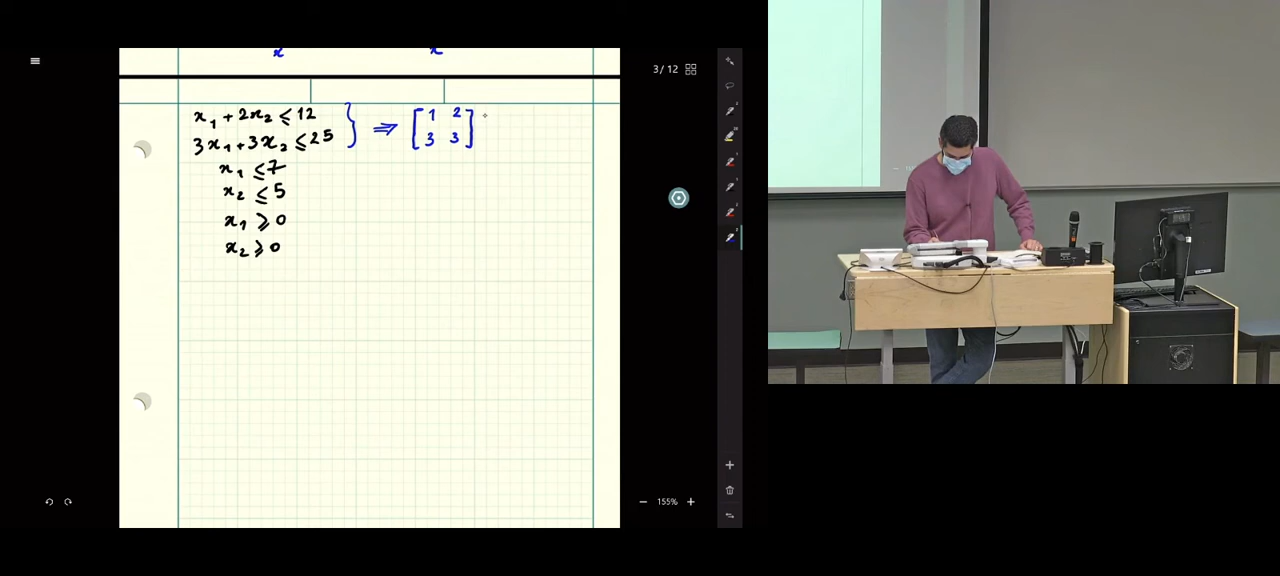 x x
3/12
x₁ + 2x₂ ≤ 12
3x₁ + 3x₂ ≤ 25 } ⇒ [1 2
3 3]
x₁ ≤ 7
x₂ ≤ 5
x₁ ≥ 0
x₂ ≥ 0
− 155% +